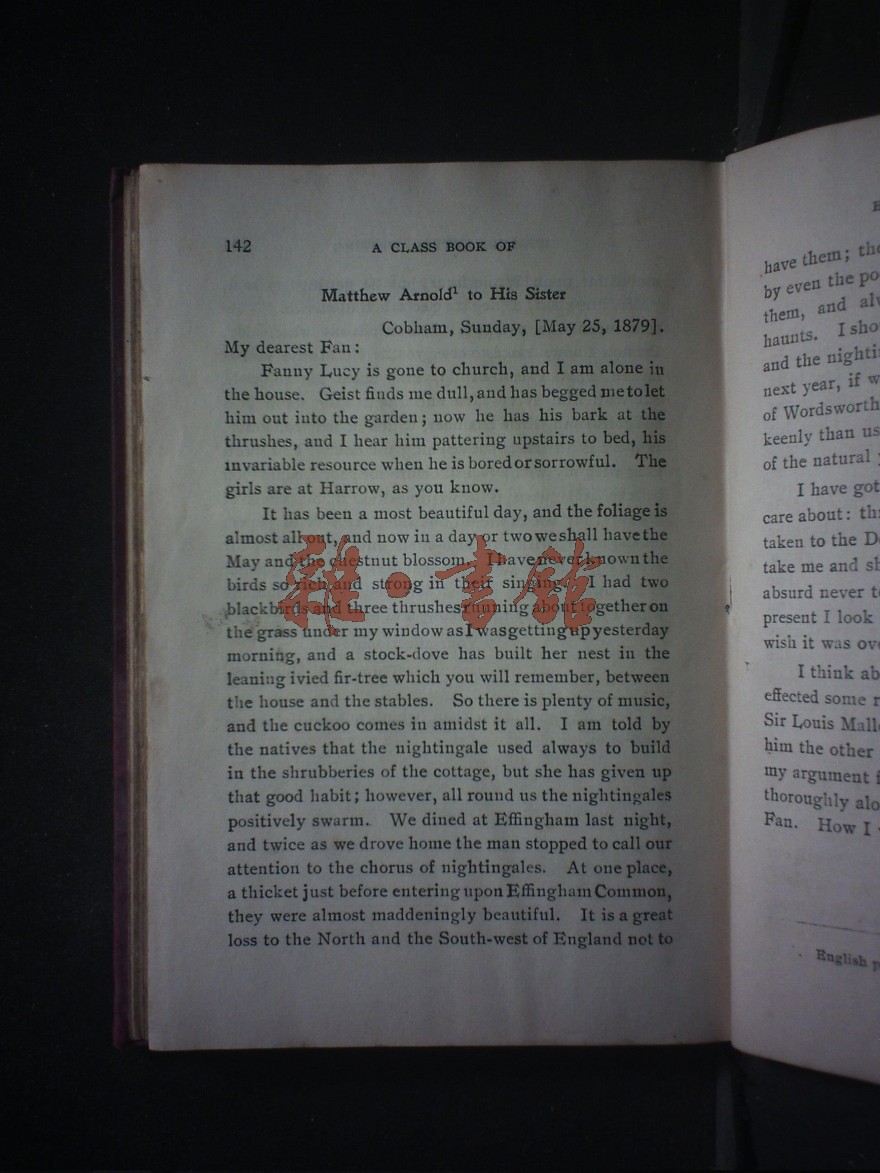 142 A CLASS BOOK OF
Matthew Arnold¹ to His Sister
Cobham, Sunday, [May 25, 1879].
My dearest Fan:
Fanny Lucy is gone to church, and I am alone in
the house. Geist finds me dull, and has begged me to let
him out into the garden; now he has his bark at the
thrushes, and I hear him pattering upstairs to bed, his
invariable resource when he is bored or sorrowful. The
girls are at Harrow, as you know.
It has been a most beautiful day, and the foliage is
almost all out, and now in a day or two we shall have the
May and the chestnut blossom. I have never known the
birds so rich and strong in their singing. I had two
blackbirds and three thrushes running about together on
the grass under my window as I was getting up yesterday
morning, and a stock-dove has built her nest in the
leaning ivied fir-tree which you will remember, between
the house and the stables. So there is plenty of music,
and the cuckoo comes in amidst it all. I am told by
the natives that the nightingale used always to build
in the shrubberies of the cottage, but she has given up
that good habit; however, all round us the nightingales
positively swarm. We dined at Effingham last night,
and twice as we drove home the man stopped to call our
attention to the chorus of nightingales. At one place,
a thicket just before entering upon Effingham Common,
they were almost maddeningly beautiful. It is a great
loss to the North and the South-west of England not to
雜·書館
have them;
by even the
them, and
haunts. I
and the
next year, if
of Wordsworth
keenly than us
of the natural
I have got
care about:
taken to the
take me and
absurd never
present I look
wish it was
I think
effected some
Sir Louis
him the other
my argument
thoroughly
Fan. How I
English